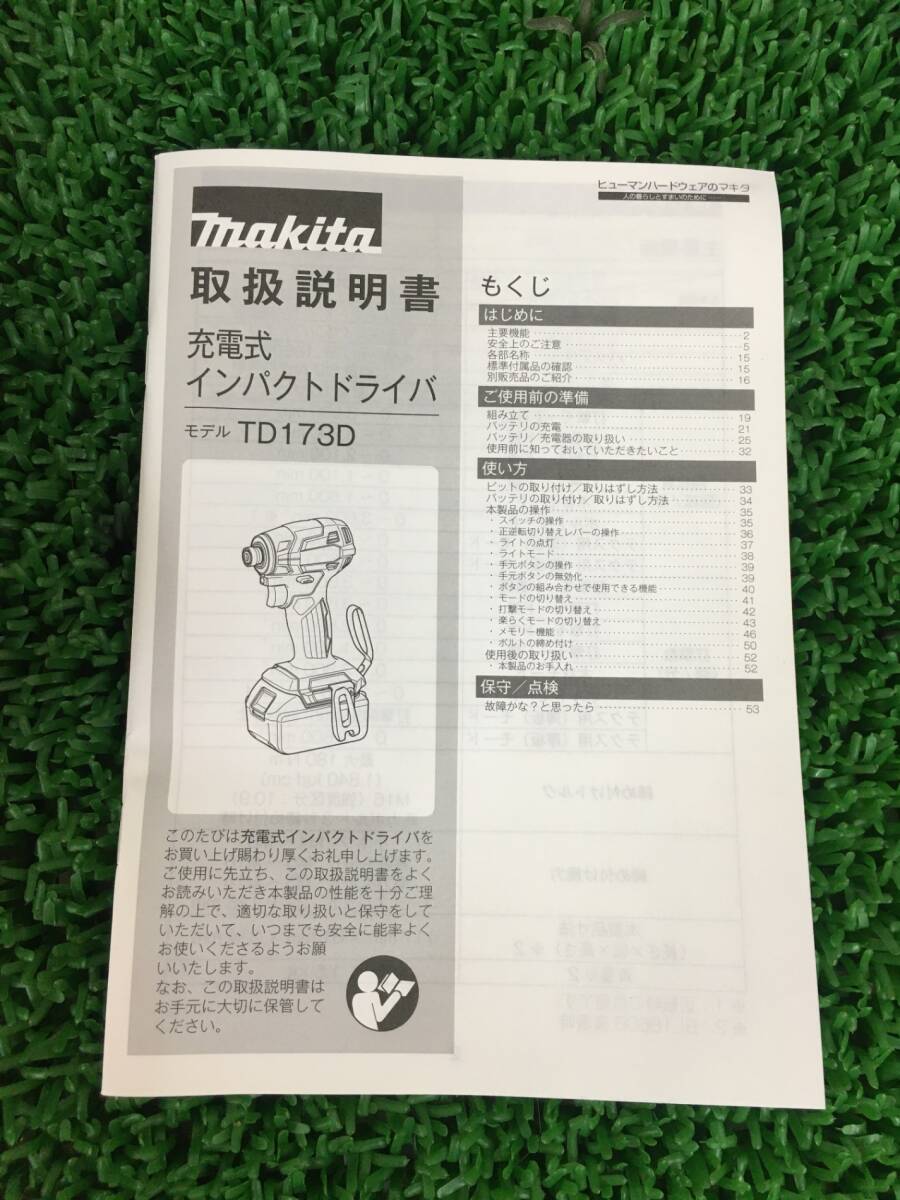 makita
取扱説明書
充電式
インパクトドライバ
モデル TD173D
このたびは充電式インパクトドライバを
お買い上げ賜わり厚くお礼申し上げます。
ご使用に先立ち、この取扱説明書をよく
お読みいただき本製品の性能を十分ご理
解の上で、適切な取り扱いと保守をして
いただいて、いつまでも安全に能率よく
お使いくださるようお願
いいたします。
なお、この取扱説明書は
お手元に大切に保管して
ください。
ヒューマンハードウェアのマキタ
人の暮らしとすまいのために
もくじ
はじめに
主要機能 2
安全上のご注意 5
各部名称 15
標準付属品の確認 15
別販売品のご紹介 16
ご使用前の準備
組み立て 19
バッテリの充電 21
バッテリ／充電器の取り扱い 25
使用前に知っておいていただきたいこと 32
使い方
ビットの取り付け／取りはずし方法 33
バッテリの取り付け／取りはずし方法 34
本製品の操作 35
・スイッチの操作 35
・正逆転切り替えレバーの操作 36
・ライトの点灯 37
・ライトモード 38
・手元ボタンの操作 39
・手元ボタンの無効化 39
・ボタンの組み合わせで使用できる機能 40
・モードの切り替え 41
・打撃モードの切り替え 42
・楽らくモードの切り替え 43
・メモリー機能 46
・ボルトの締め付け 50
使用後の取り扱い 52
・本製品のお手入れ 52
保守／点検
故障かな？と思ったら 53